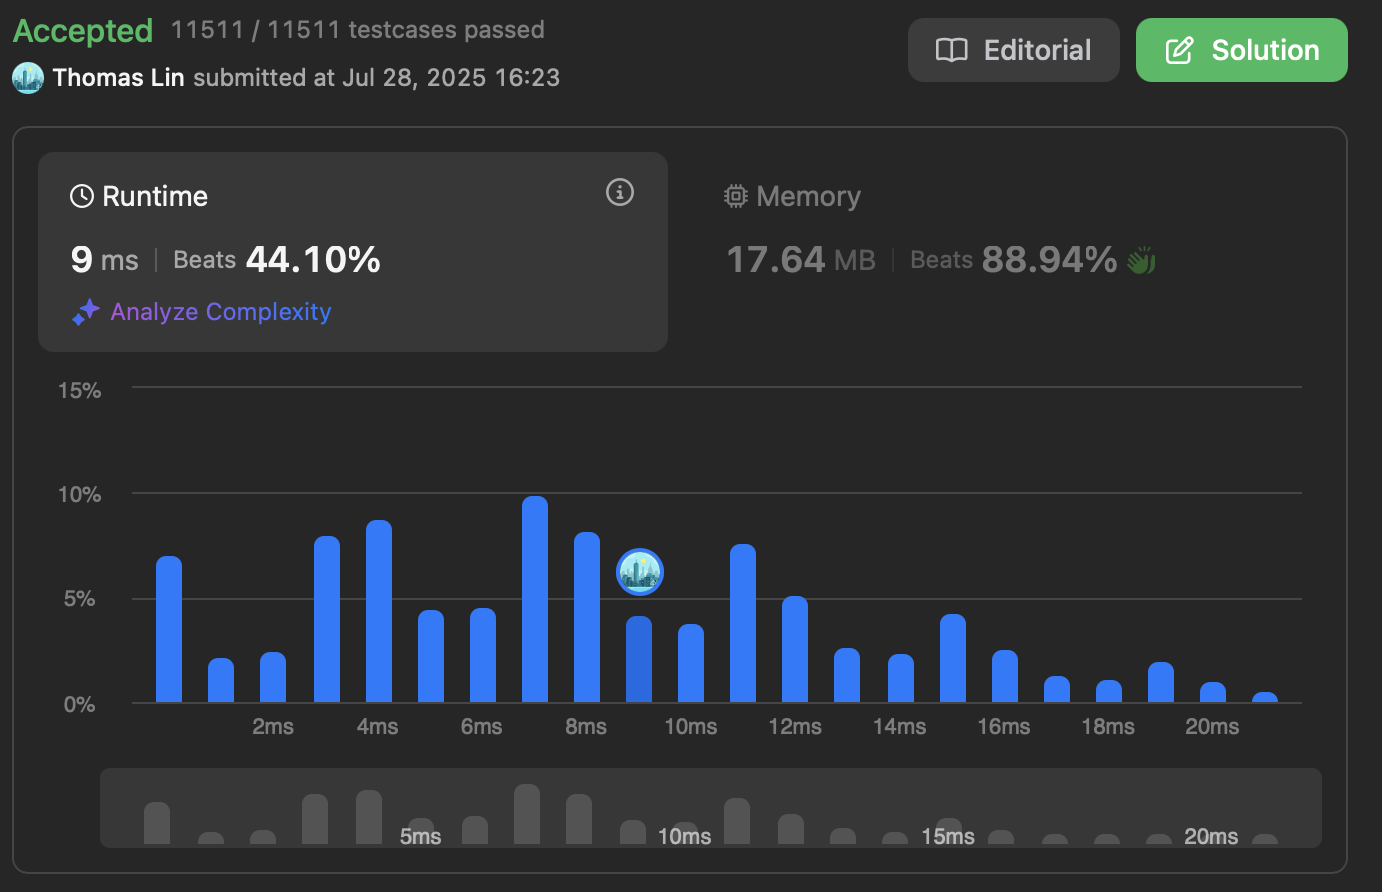 Accepted 11511 / 11511 testcases passed
Thomas Lin submitted at Jul 28, 2025 16:23
Editorial
Solution
Runtime
9 ms | Beats 44.10%
Analyze Complexity
Memory
17.64 MB | Beats 88.94%
15%
10%
5%
0%
2ms 4ms 6ms 8ms 10ms 12ms 14ms 16ms 18ms 20ms
5ms 10ms 15ms 20ms